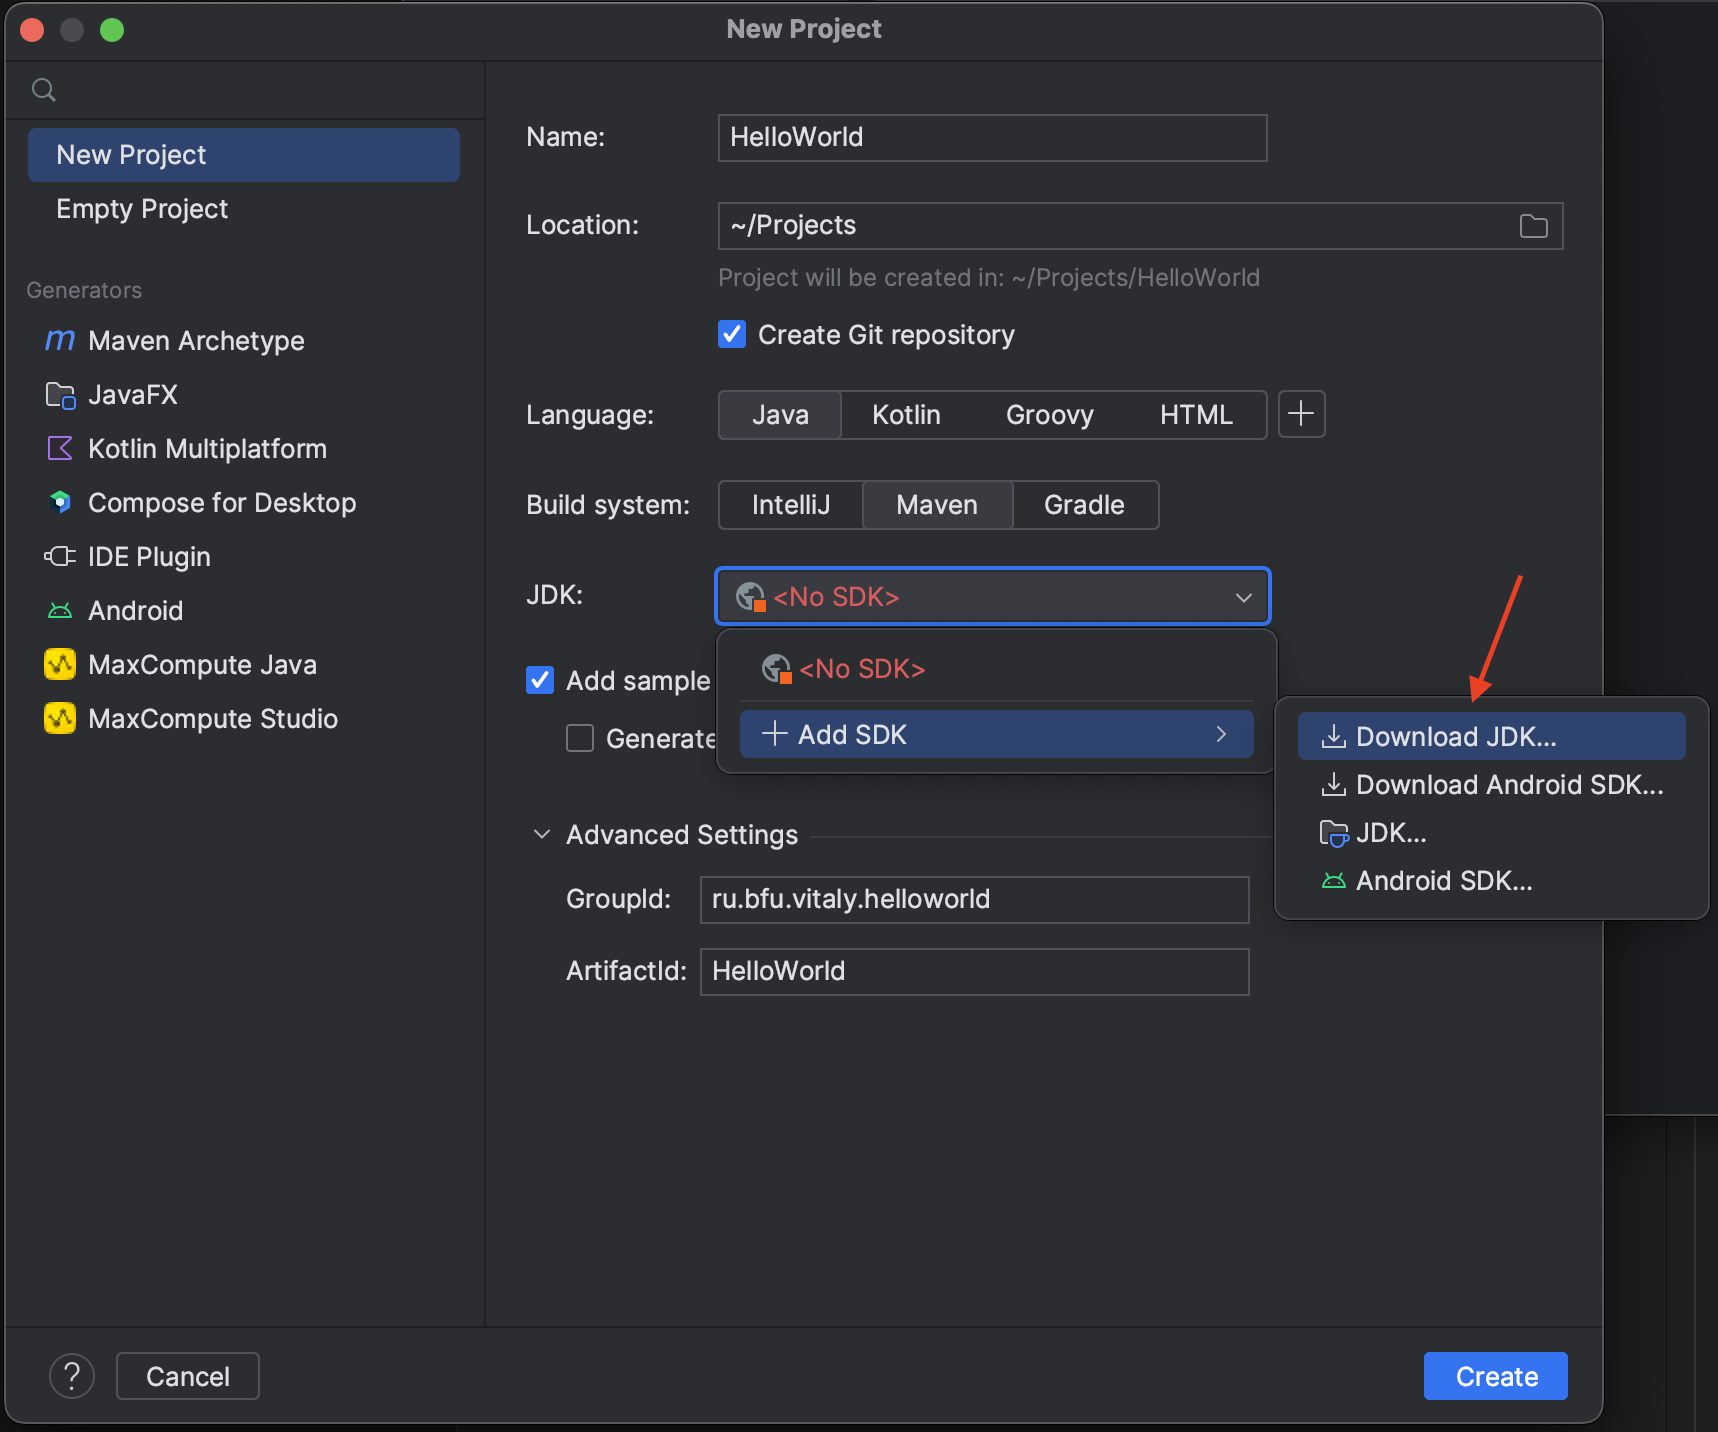 New Project
New Project
Empty Project
Generators
Maven Archetype
JavaFX
Kotlin Multiplatform
Compose for Desktop
IDE Plugin
Android
MaxCompute Java
MaxCompute Studio
Name: HelloWorld
Location: ~/Projects
Project will be created in: ~/Projects/HelloWorld
Create Git repository
Language: Java Kotlin Groovy HTML
Build system: IntelliJ Maven Gradle
JDK: <No SDK>
<No SDK>
Add sample
Add SDK
Generate
Download JDK...
Download Android SDK...
JDK...
Android SDK...
Advanced Settings
GroupId: ru.bfu.vitaly.helloworld
ArtifactId: HelloWorld
?
Cancel
Create